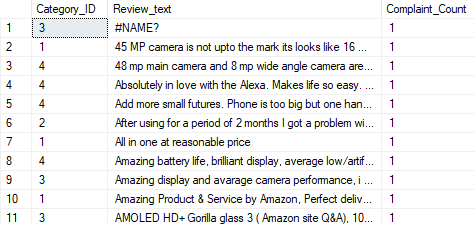 Category_ID Review_text Complaint_Count
1 3 #NAME? 1
2 1 45 MP camera is not upto the mark its looks like 16 ... 1
3 4 48 mp main camera and 8 mp wide angle camera are... 1
4 4 Absolutely in love with the Alexa. Makes life so easy. ... 1
5 4 Add more small futures. Phone is too big but one han... 1
6 2 After using for a period of 2 months I got a problem wi... 1
7 1 All in one at reasonable price 1
8 4 Amazing battery life, brilliant display, average low/artif... 1
9 3 Amazing display and avarage camera performance, i ... 1
10 1 Amazing Product & Service by Amazon, Perfect deliv... 1
11 3 AMOLED HD+ Gorilla glass 3 ( Amazon site Q&A), 10... 1